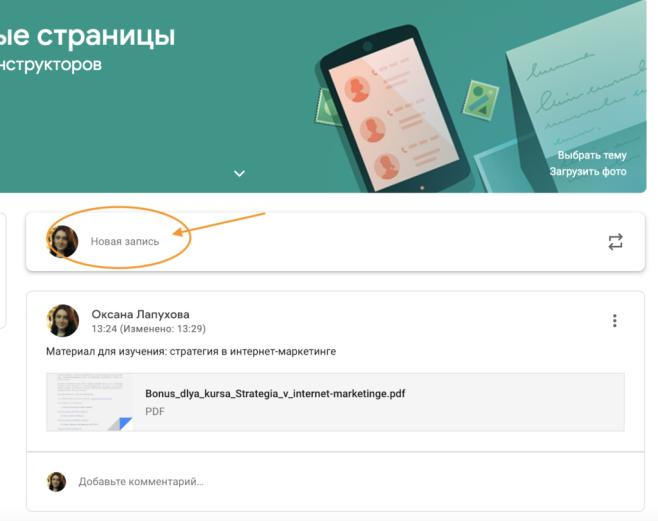 ые страницы
нструкторов
Выбрать тему
Загрузить фото
Новая запись
Оксана Лапухова
13:24 (Изменено: 13:29)
Материал для изучения: стратегия в интернет-маркетинге
Bonus_dlya_kursa_Strategia_v_internet-marketinge.pdf
PDF
Добавьте комментарий...